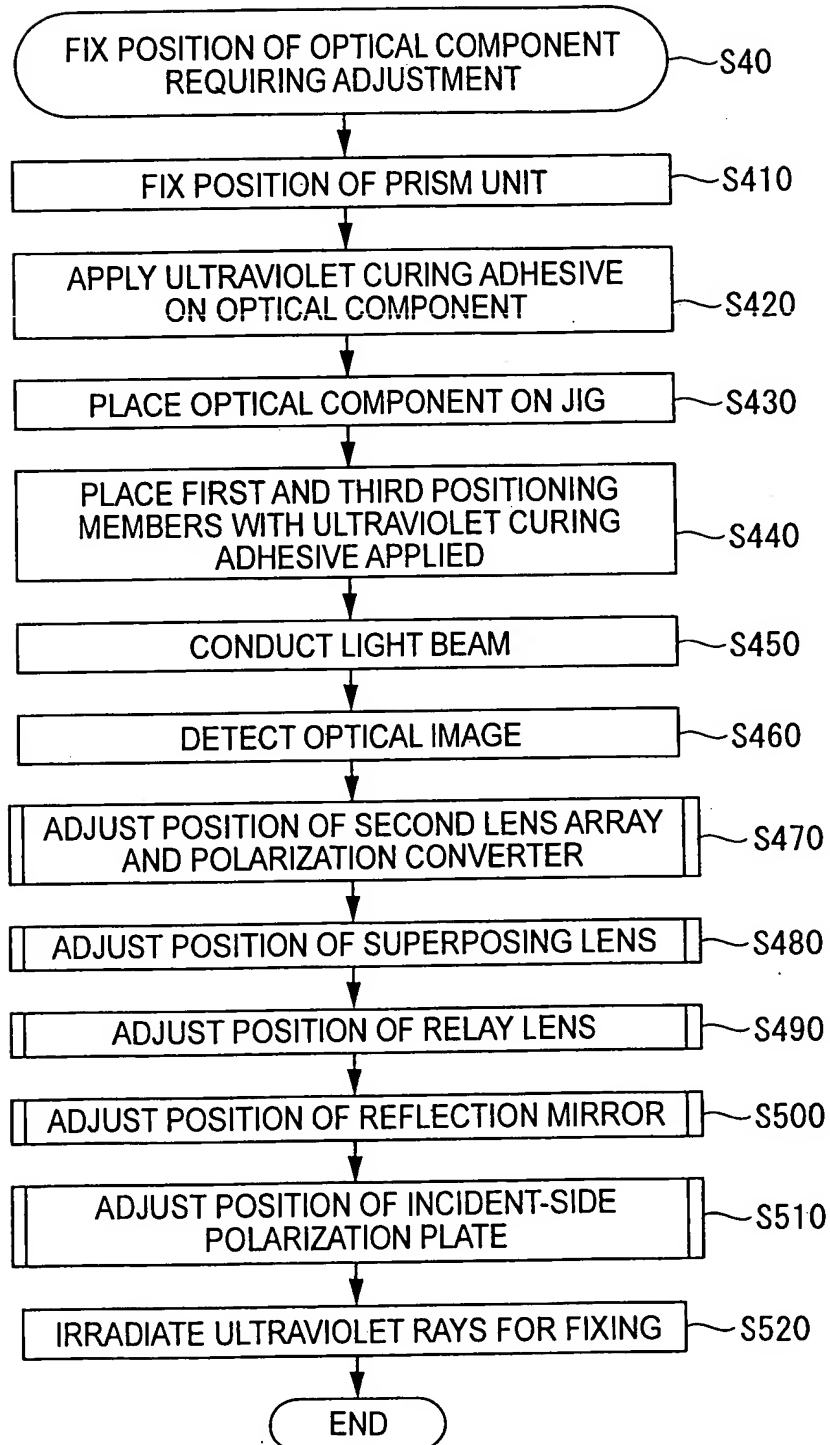 FIX POSITION OF OPTICAL COMPONENT
REQUIRING ADJUSTMENT
S40
FIX POSITION OF PRISM UNIT
S410
APPLY ULTRAVIOLET CURING ADHESIVE
ON OPTICAL COMPONENT
S420
PLACE OPTICAL COMPONENT ON JIG
S430
PLACE FIRST AND THIRD POSITIONING
MEMBERS WITH ULTRAVIOLET CURING
ADHESIVE APPLIED
S440
CONDUCT LIGHT BEAM
S450
DETECT OPTICAL IMAGE
S460
ADJUST POSITION OF SECOND LENS ARRAY
AND POLARIZATION CONVERTER
S470
ADJUST POSITION OF SUPERPOSING LENS
S480
ADJUST POSITION OF RELAY LENS
S490
ADJUST POSITION OF REFLECTION MIRROR
S500
ADJUST POSITION OF INCIDENT-SIDE
POLARIZATION PLATE
S510
IRRADIATE ULTRAVIOLET RAYS FOR FIXING
S520
END